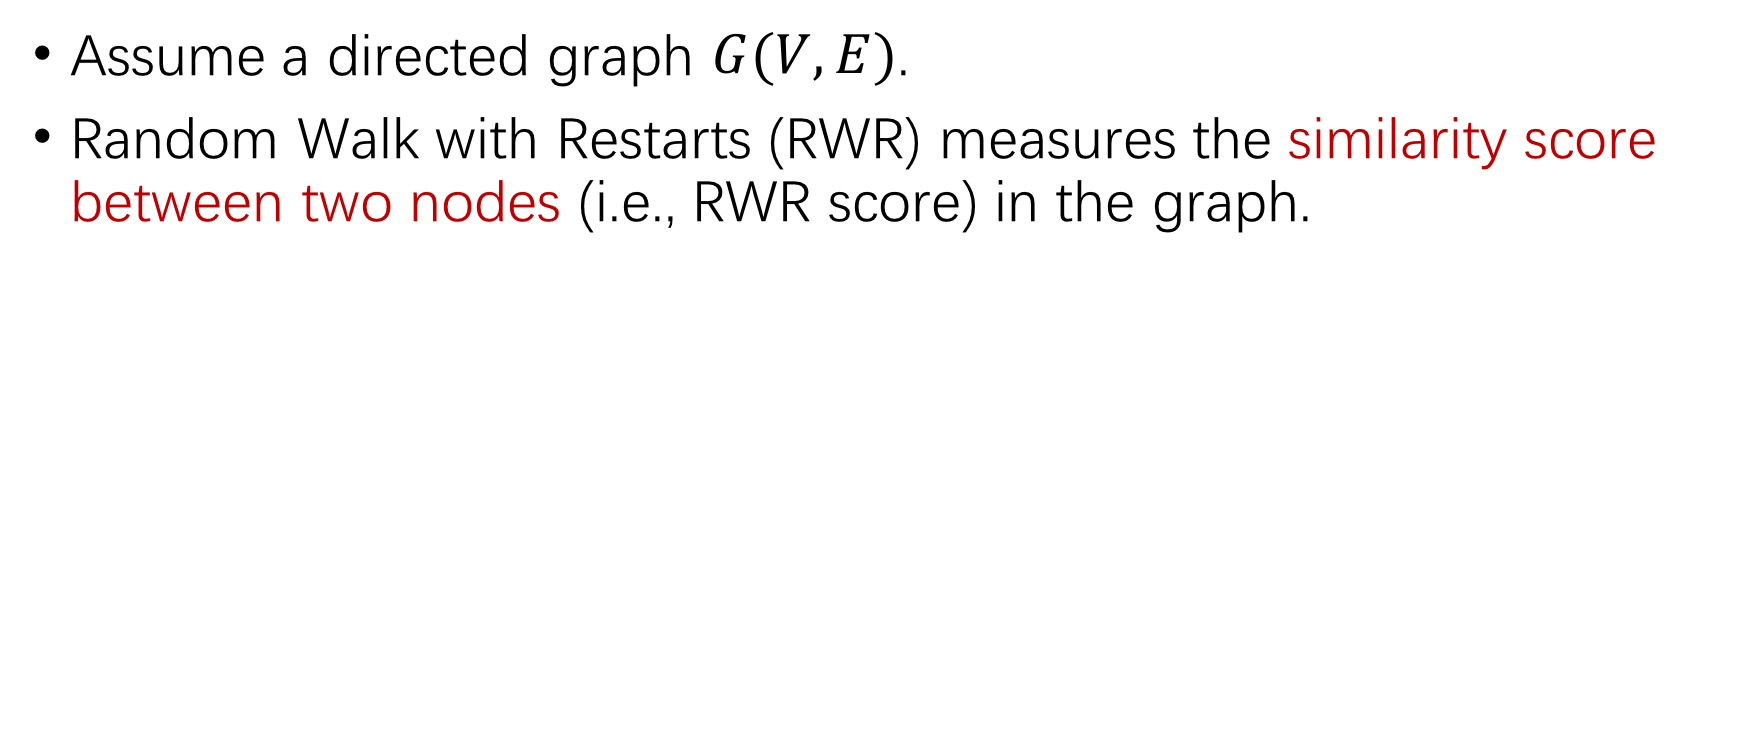 • Assume a directed graph G(V, E).
• Random Walk with Restarts (RWR) measures the similarity score
between two nodes (i.e., RWR score) in the graph.